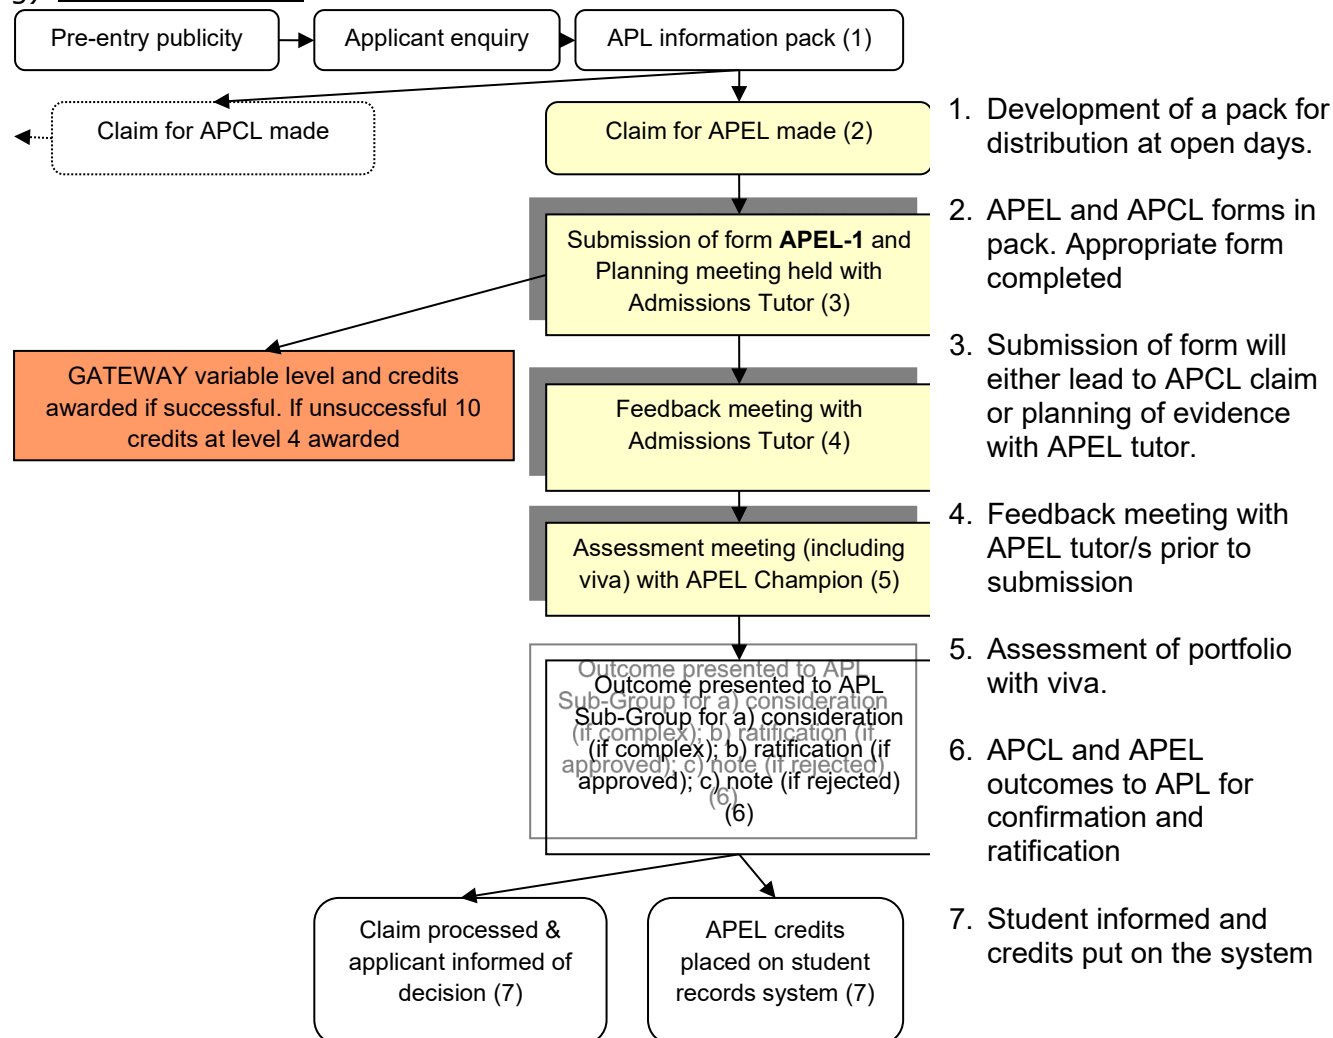 Pre-entry publicity
Applicant enquiry
APL information pack (1)
Claim for APCL made
Claim for APEL made (2)
Submission of form APEL-1 and
Planning meeting held with
Admissions Tutor (3)
GATEWAY variable level and credits
awarded if successful. If unsuccessful 10
credits at level 4 awarded
Feedback meeting with
Admissions Tutor (4)
Assessment meeting (including
viva) with APEL Champion (5)
Outcome presented to APL
Sub-Group for a) consideration
(if complex); b) ratification (if
approved); c) note (if rejected)
(6)
Claim processed &
applicant informed of
decision (7)
APEL credits
placed on student
records system (7)
1. Development of a pack for
distribution at open days.
2. APEL and APCL forms in
pack. Appropriate form
completed
3. Submission of form will
either lead to APCL claim
or planning of evidence
with APEL tutor.
4. Feedback meeting with
APEL tutor/s prior to
submission
5. Assessment of portfolio
with viva.
6. APCL and APEL
outcomes to APL for
confirmation and
ratification
7. Student informed and
credits put on the system